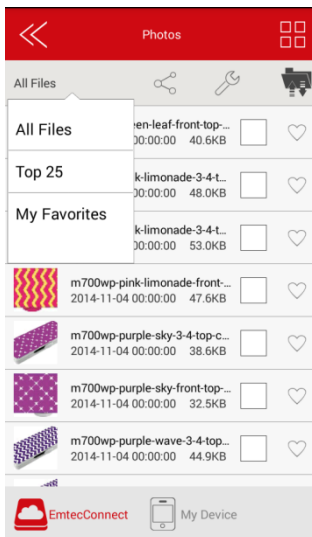 Photos
All Files
All Files
Top 25
My Favorites
een-leaf-front-top-...
00:00:00 40.6KB
k-limonade-3-4-t...
00:00:00 48.0KB
k-limonade-3-4-t...
00:00:00 53.0KB
m700wp-pink-limonade-front-...
2014-11-04 00:00:00 47.6KB
m700wp-purple-sky-3-4-top-c...
2014-11-04 00:00:00 38.6KB
m700wp-purple-sky-front-top-...
2014-11-04 00:00:00 32.5KB
m700wp-purple-wave-3-4-top...
2014-11-04 00:00:00 44.9KB
EmtecConnect
My Device